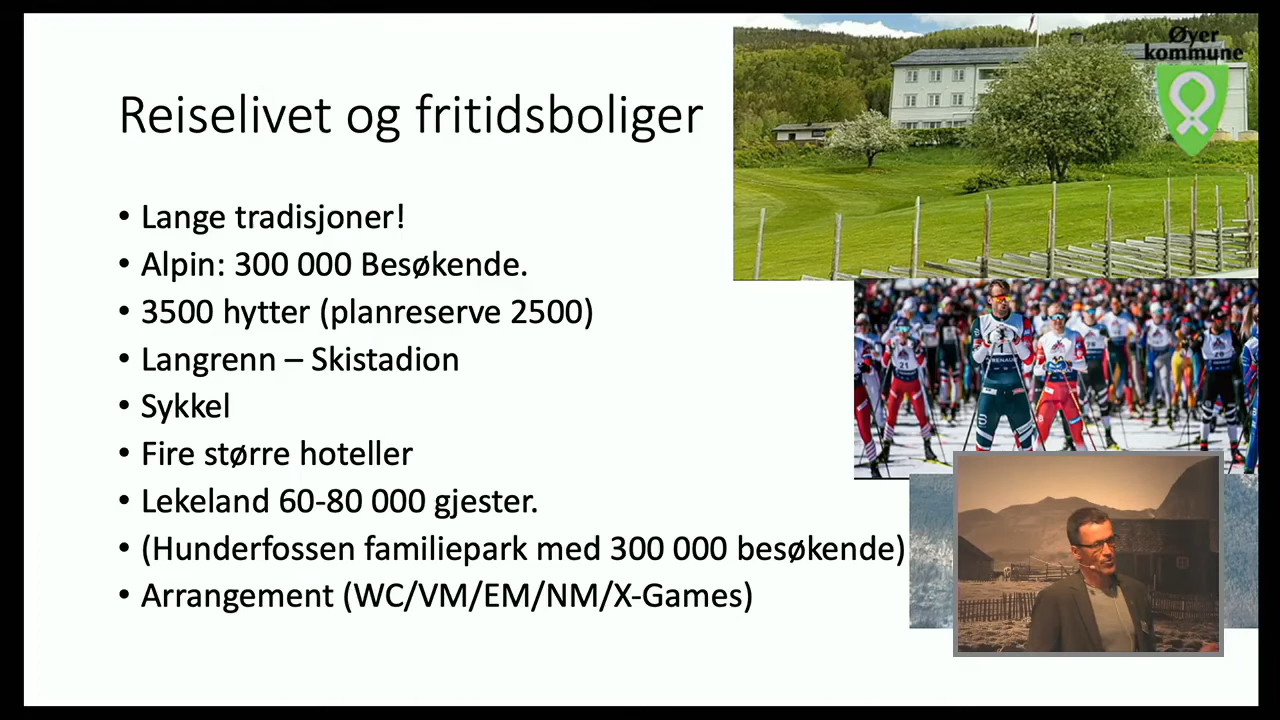 Øyer
kommune
Reiselivet og fritidsboliger
• Lange tradisjoner!
• Alpin: 300 000 Besøkende.
• 3500 hytter (planreserve 2500)
• Langrenn – Skistadion
• Sykkel
• Fire større hoteller
• Lekeland 60-80 000 gjester.
• (Hunderfossen familiepark med 300 000 besøkende)
• Arrangement (WC/VM/EM/NM/X-Games)
21